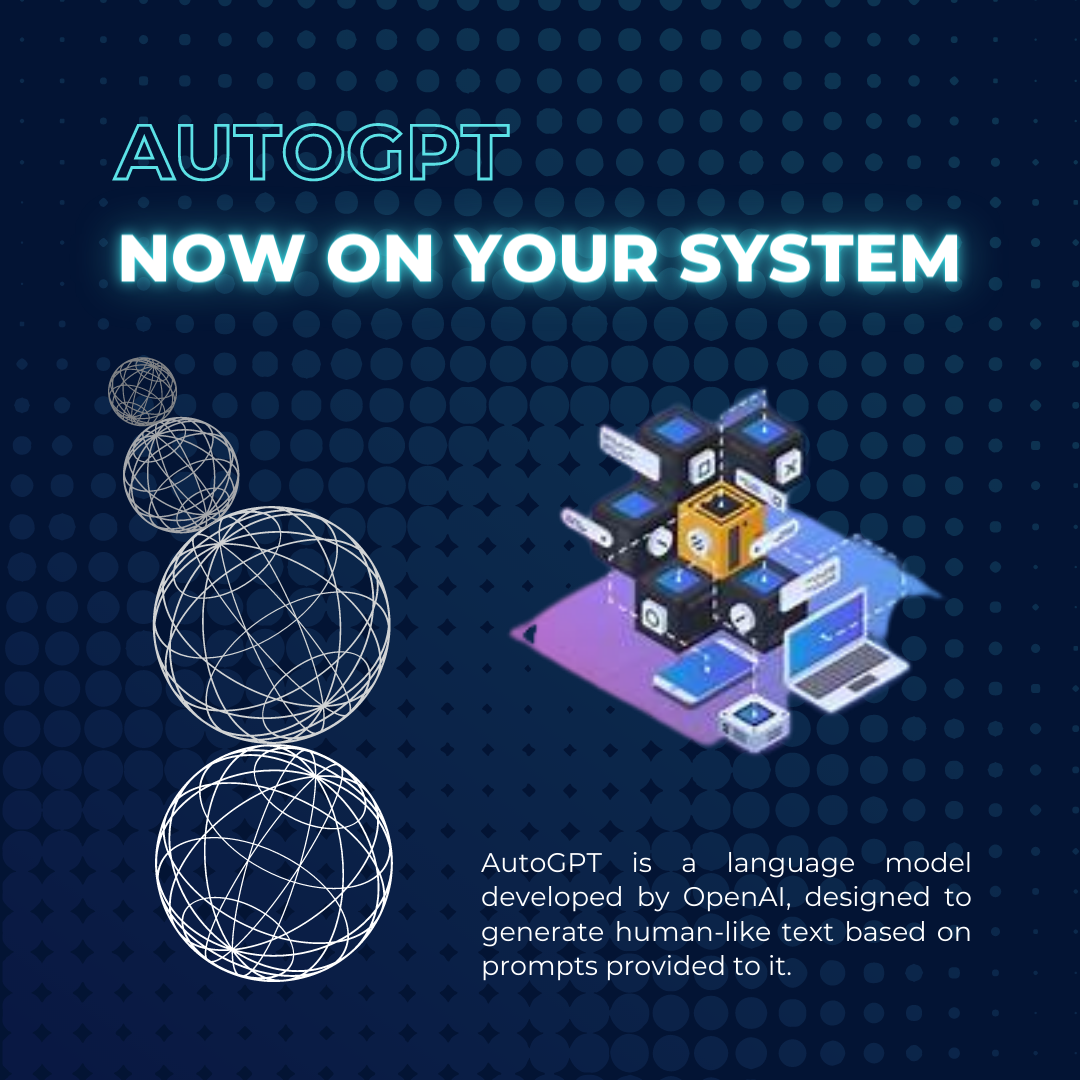 AUTOGPT
NOW ON YOUR SYSTEM
AutoGPT is a language model
developed by OpenAI, designed to
generate human-like text based on
prompts provided to it.